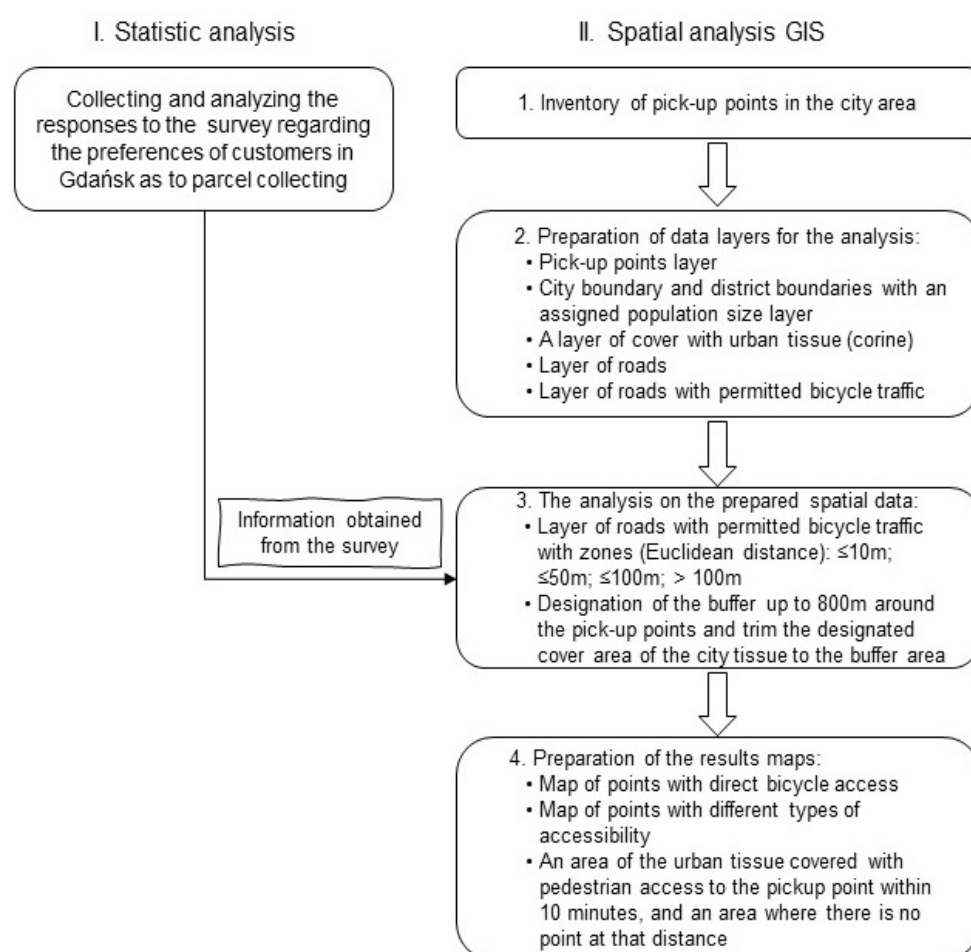 I. Statistic analysis
Collecting and analyzing the
responses to the survey regarding
the preferences of customers in
Gdańsk as to parcel collecting
Information obtained
from the survey
II. Spatial analysis GIS
1. Inventory of pick-up points in the city area
2. Preparation of data layers for the analysis:
• Pick-up points layer
• City boundary and district boundaries with an
assigned population size layer
• A layer of cover with urban tissue (corine)
• Layer of roads
• Layer of roads with permitted bicycle traffic
3. The analysis on the prepared spatial data:
• Layer of roads with permitted bicycle traffic
with zones (Euclidean distance): ≤10m;
≤50m; ≤100m; > 100m
• Designation of the buffer up to 800m around
the pick-up points and trim the designated
cover area of the city tissue to the buffer area
4. Preparation of the results maps:
• Map of points with direct bicycle access
• Map of points with different types of
accessibility
• An area of the urban tissue covered with
pedestrian access to the pickup point within
10 minutes, and an area where there is no
point at that distance